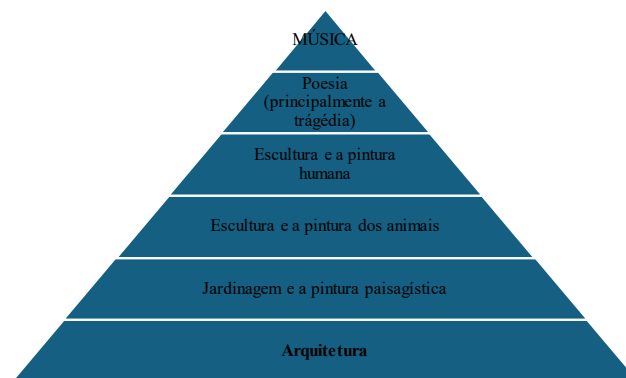 MÚSICA
Poesia
(principalmente a
trágédia)
Escultura e a pintura
humana
Escultura e a pintura dos animais
Jardinagem e a pintura paisagística
Arquitetura